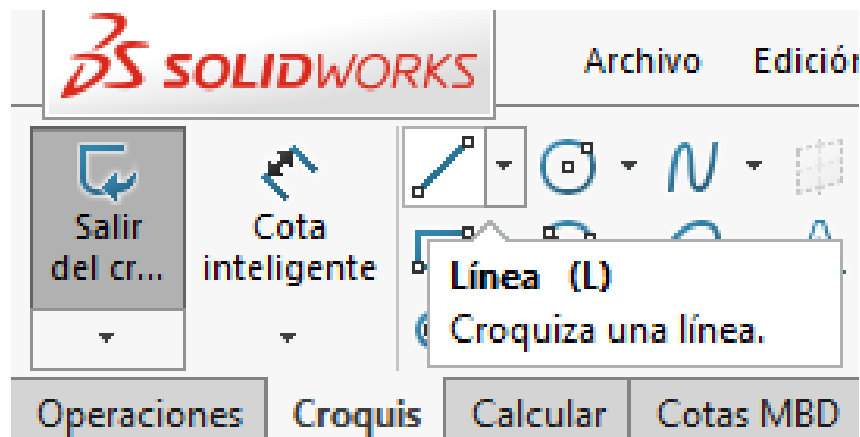 SOLIDWORKS
Archivo Edición
Salir
del cr...
Cota
inteligente
Línea (L)
Croquiza una línea.
Operaciones Croquis Calcular Cotas MBD